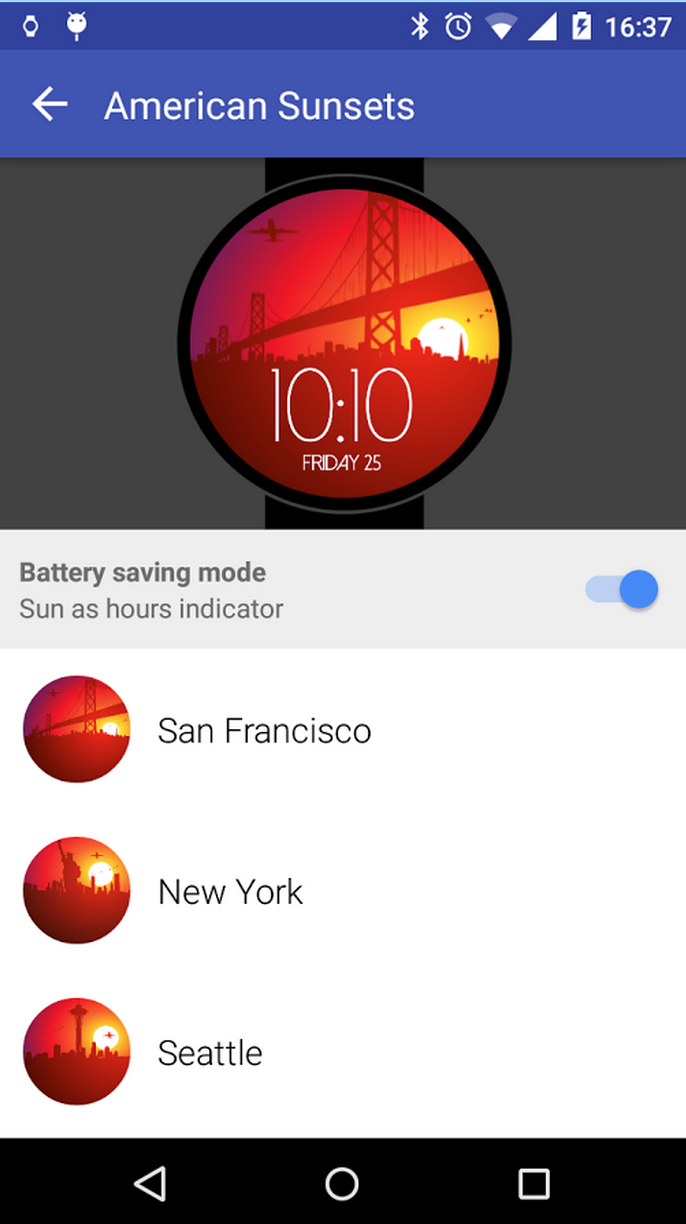 16:37
American Sunsets
10:10
FRIDAY 25
Battery saving mode
Sun as hours indicator
San Francisco
New York
Seattle